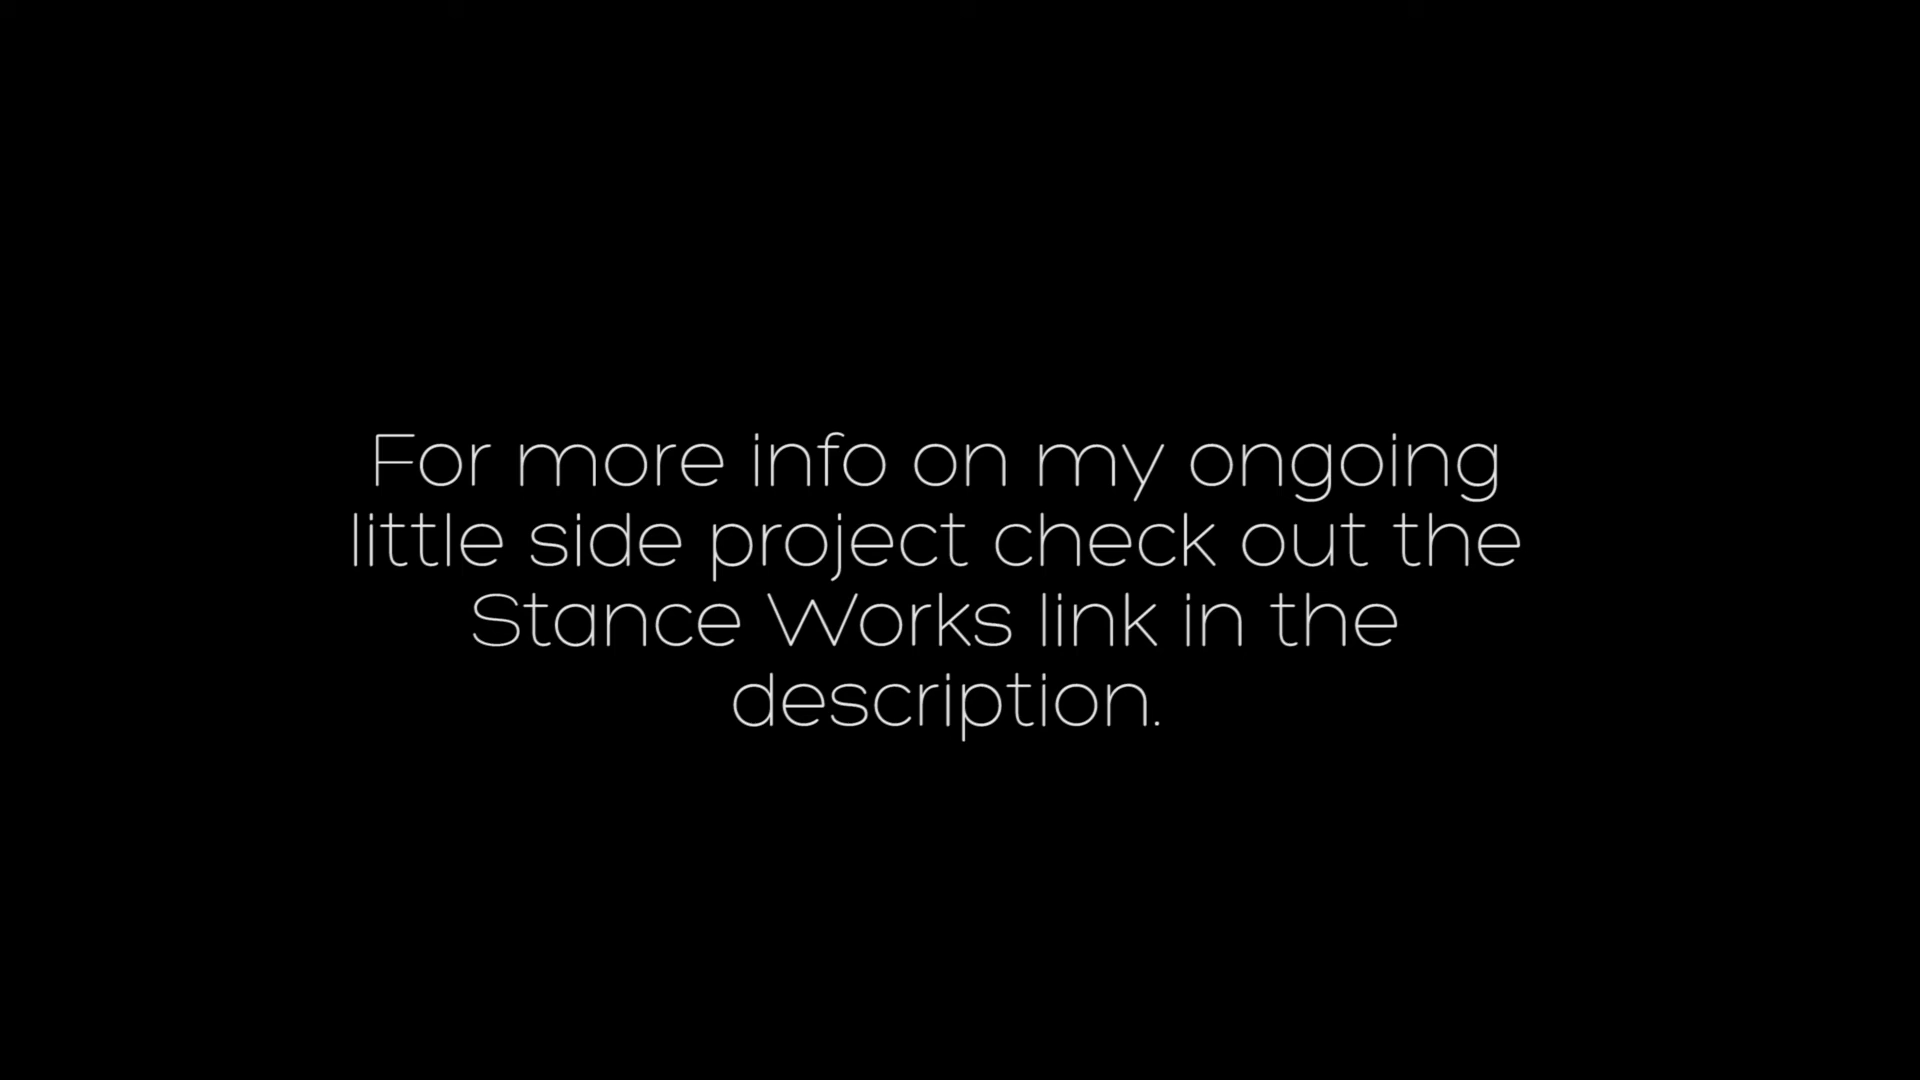 For more info on my ongoing
little side project check out the
Stance Works link in the
description.